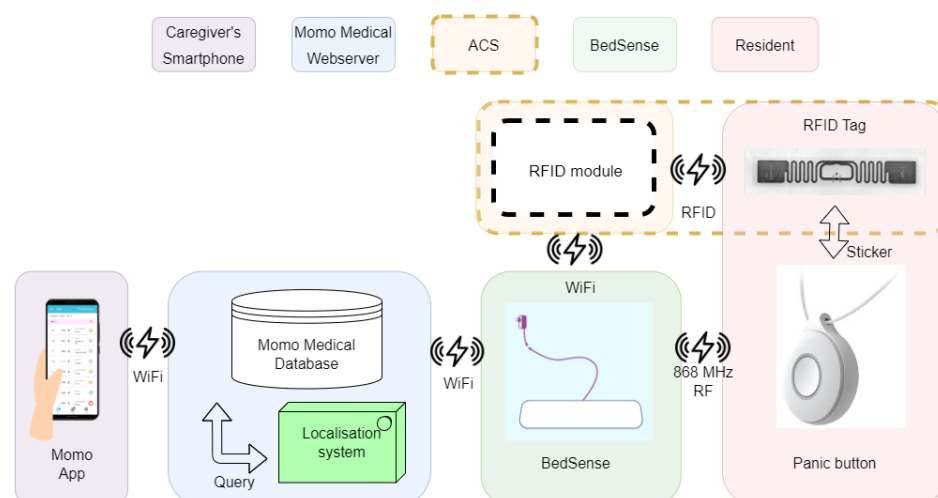 Caregiver's
Smartphone
Momo Medical
Webserver
ACS
BedSense
Resident
RFID Tag
RFID module
RFID
Sticker
WiFi
Momo Medical
Database
WiFi
WiFi
868 MHz
RF
Localisation
system
Query
Momo
App
BedSense
Panic button